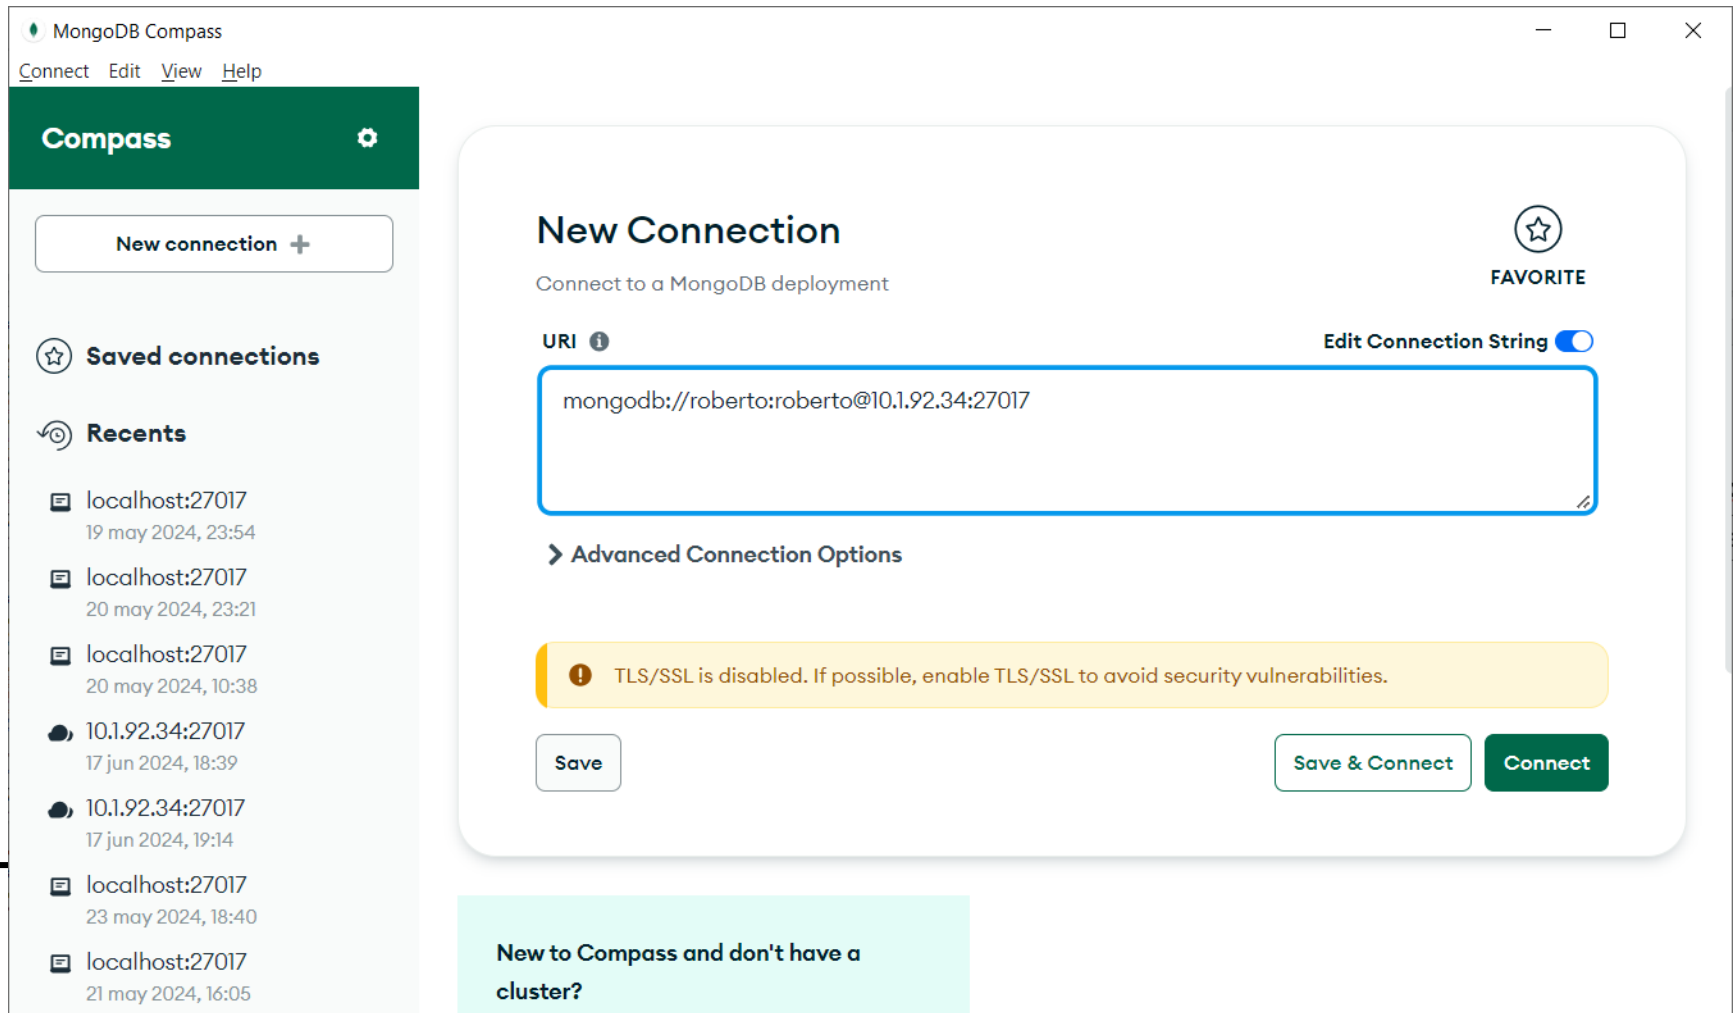 MongoDB Compass
Connect Edit View Help
Compass
New connection
Saved connections
Recents
localhost:27017
19 may 2024, 23:54
localhost:27017
20 may 2024, 23:21
localhost:27017
20 may 2024, 10:38
10.1.92.34:27017
17 jun 2024, 18:39
10.1.92.34:27017
17 jun 2024, 19:14
localhost:27017
23 may 2024, 18:40
localhost:27017
21 may 2024, 16:05
New Connection
FAVORITE
Connect to a MongoDB deployment
URI
Edit Connection String
mongodb://roberto:roberto@10.1.92.34:27017
Advanced Connection Options
TLS/SSL is disabled. If possible, enable TLS/SSL to avoid security vulnerabilities.
Save
Save & Connect
Connect
New to Compass and don't have a
cluster?